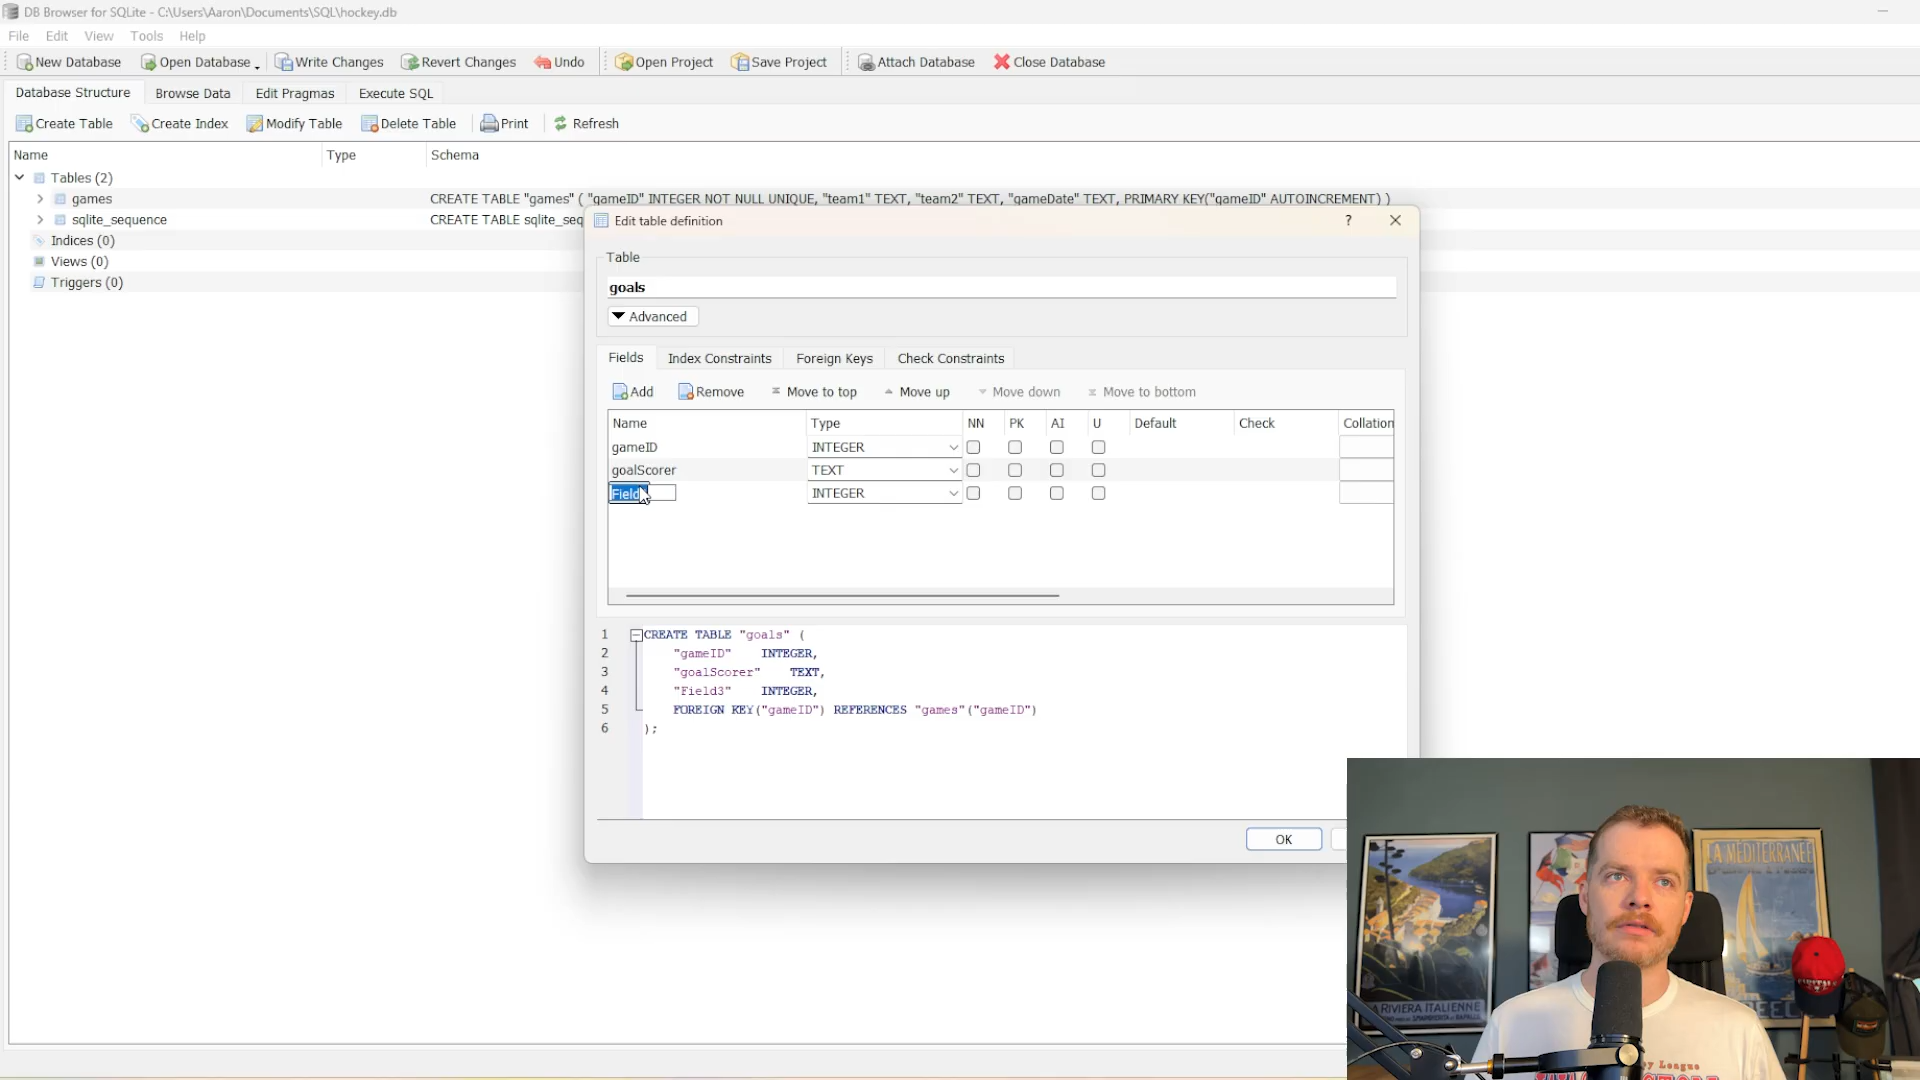 DB Browser for SQLite - C:\Users\Aaron\Documents\SQL\hockey.db
File Edit View Tools Help
New Database Open Database Write Changes Revert Changes Undo Open Project Save Project Attach Database Close Database
Database Structure Browse Data Edit Pragmas Execute SQL
Create Table Create Index Modify Table Delete Table Print Refresh
Name Type Schema
Tables (2)
games CREATE TABLE "games" ( "gameID" INTEGER NOT NULL UNIQUE, "team1" TEXT, "team2" TEXT, "gameDate" TEXT, PRIMARY KEY("gameID" AUTOINCREMENT) )
sqlite_sequence CREATE TABLE sqlite_seq
Indices (0)
Views (0)
Triggers (0)
Edit table definition ?
Table
goals
Advanced
Fields Index Constraints Foreign Keys Check Constraints
Add Remove Move to top Move up Move down Move to bottom
Name Type NN PK AI U Default Check Collation
gameID INTEGER
goalScorer TEXT
Field INTEGER
1 CREATE TABLE "goals" (
2 "gameID" INTEGER,
3 "goalScorer" TEXT,
4 "Field3" INTEGER,
5 FOREIGN KEY("gameID") REFERENCES "games"("gameID")
6 );
OK
LA MÉDITERRANÉE
LA RIVIERA ITALIENNE